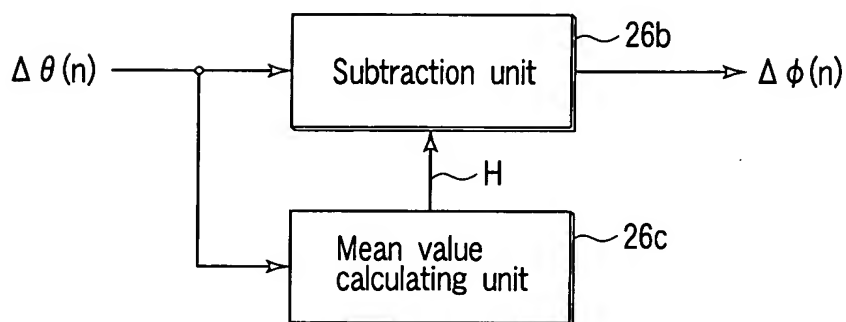 Δθ(n)
Subtraction unit
26b
Δϕ(n)
H
Mean value
calculating unit
26c